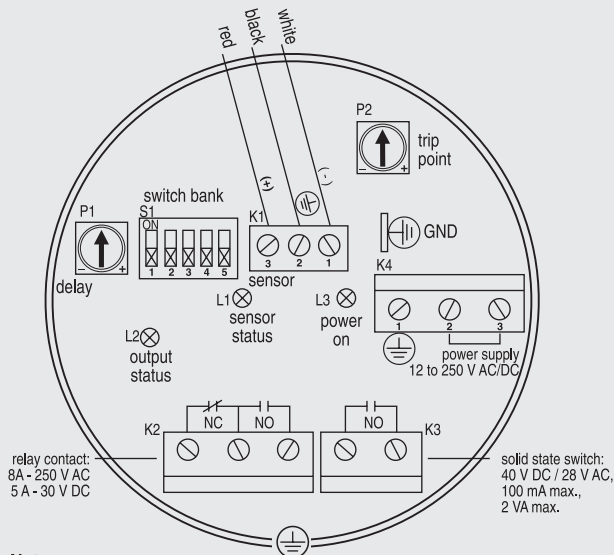 red
black
white
(+)
(-)
P2
trip
point
- +
P1
- +
delay
switch bank
S1
ON
1 2 3 4 5
K1
3 2 1
sensor
GND
K4
1 2 3
power supply
12 to 250 V AC/DC
L1
sensor
status
L3
power
on
L2
output
status
K2
NC NO
NO
K3
relay contact:
8A - 250 V AC
5 A - 30 V DC
solid state switch:
40 V DC / 28 V AC,
100 mA max.,
2 VA max.